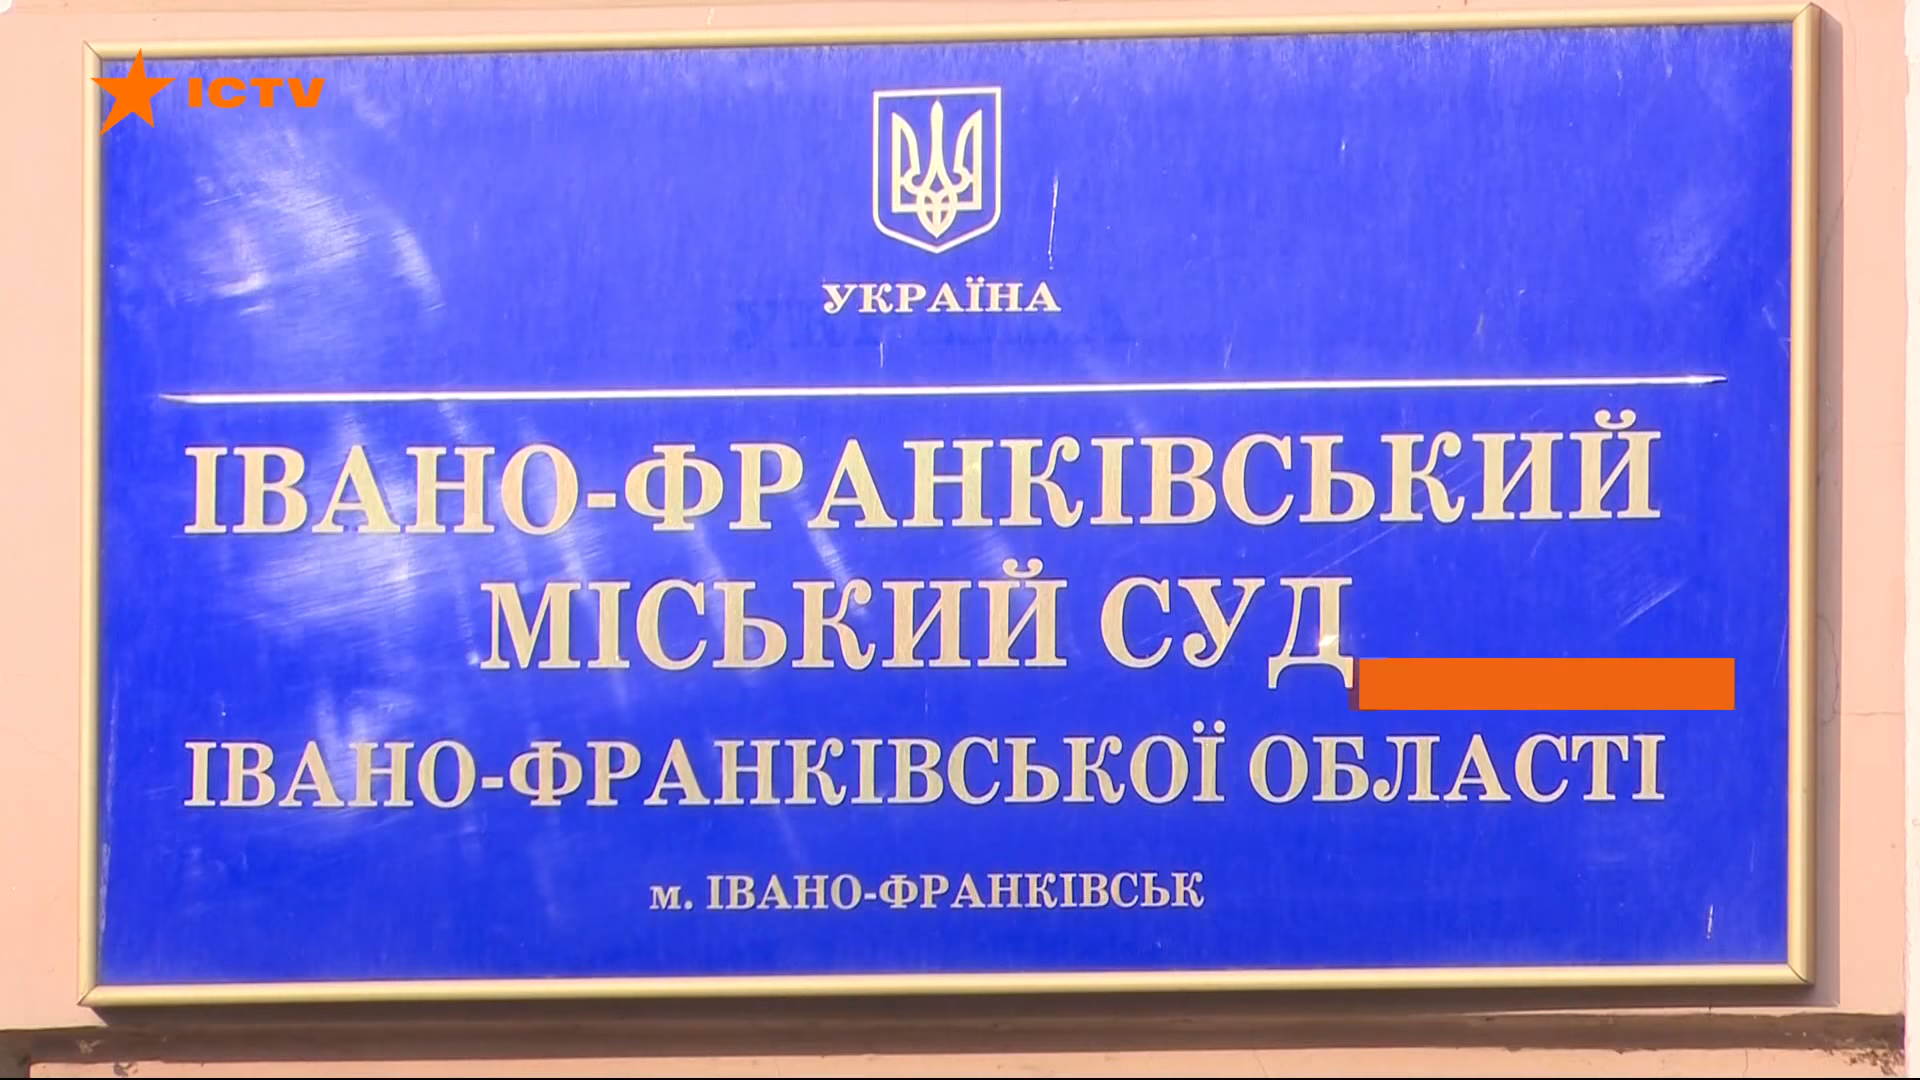 ICTV
УКРАЇНА
ІВАНО-ФРАНКІВСЬКИЙ
МІСЬКИЙ СУД
ІВАНО-ФРАНКІВСЬКОЇ ОБЛАСТІ
м. ІВАНО-ФРАНКІВСЬК